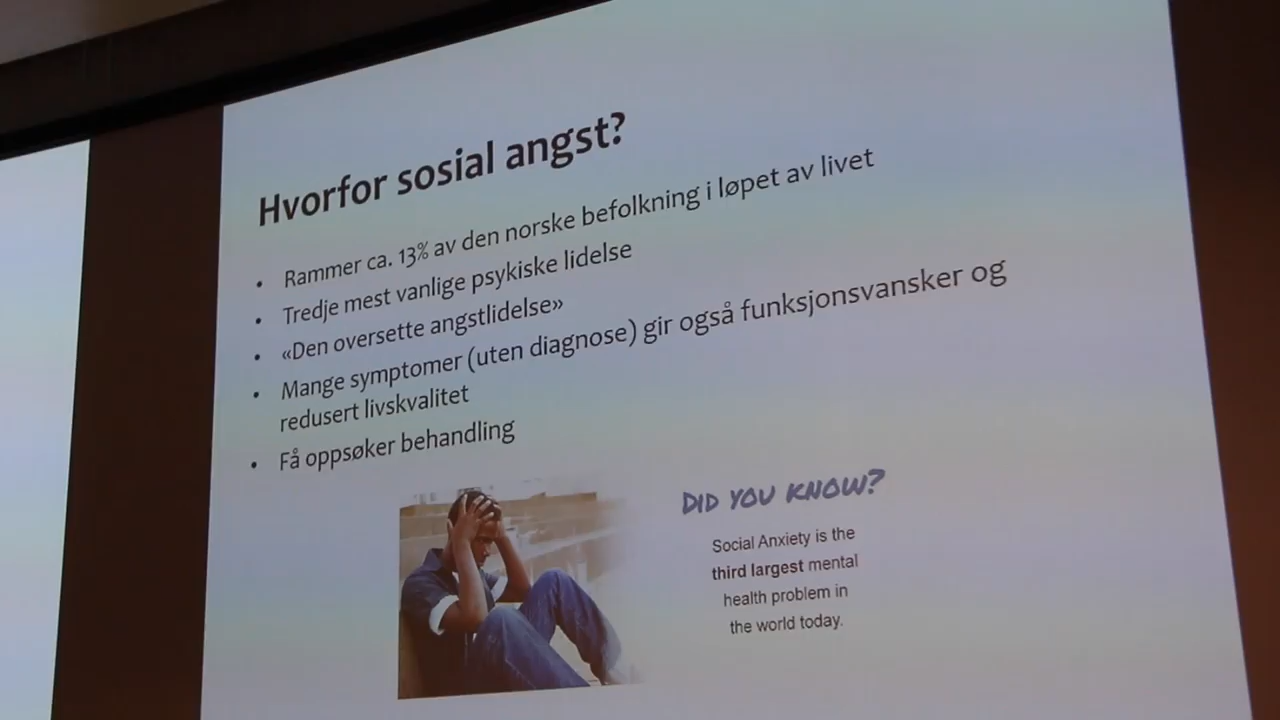 Hvorfor sosial angst?
• Rammer ca. 13% av den norske befolkning i løpet av livet
• Tredje mest vanlige psykiske lidelse
• «Den oversette angstlidelse»
• Mange symptomer (uten diagnose) gir også funksjonsvansker og
redusert livskvalitet
• Få oppsøker behandling
DID YOU KNOW?
Social Anxiety is the
third largest mental
health problem in
the world today.